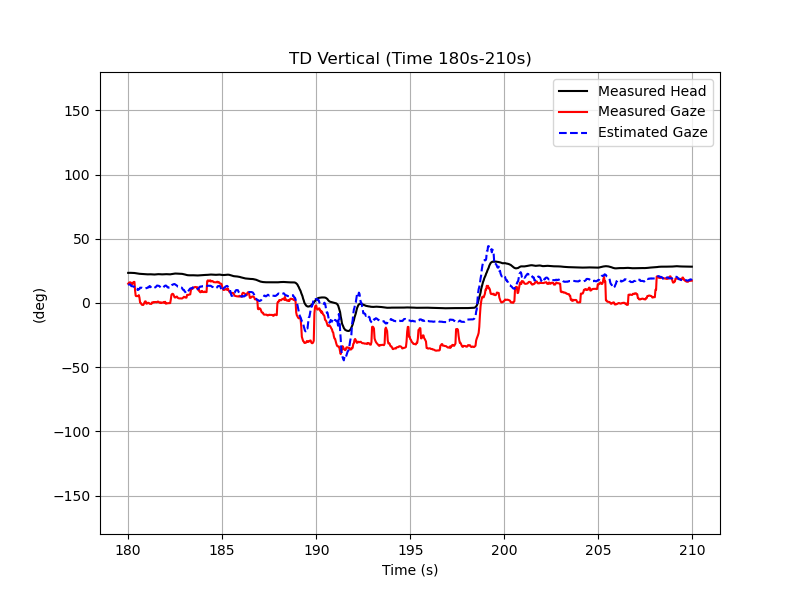 TD Vertical (Time 180s-210s)
Measured Head
Measured Gaze
Estimated Gaze
150
100
50
0
−50
−100
−150
(deg)
180 185 190 195 200 205 210
Time (s)